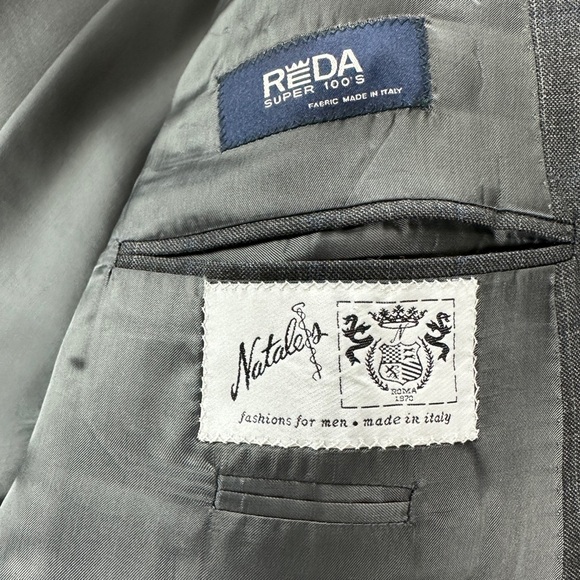 REDA
SUPER 100'S
FABRIC MADE IN ITALY
Natale's
N
ROMA
1970
fashions for men • made in italy